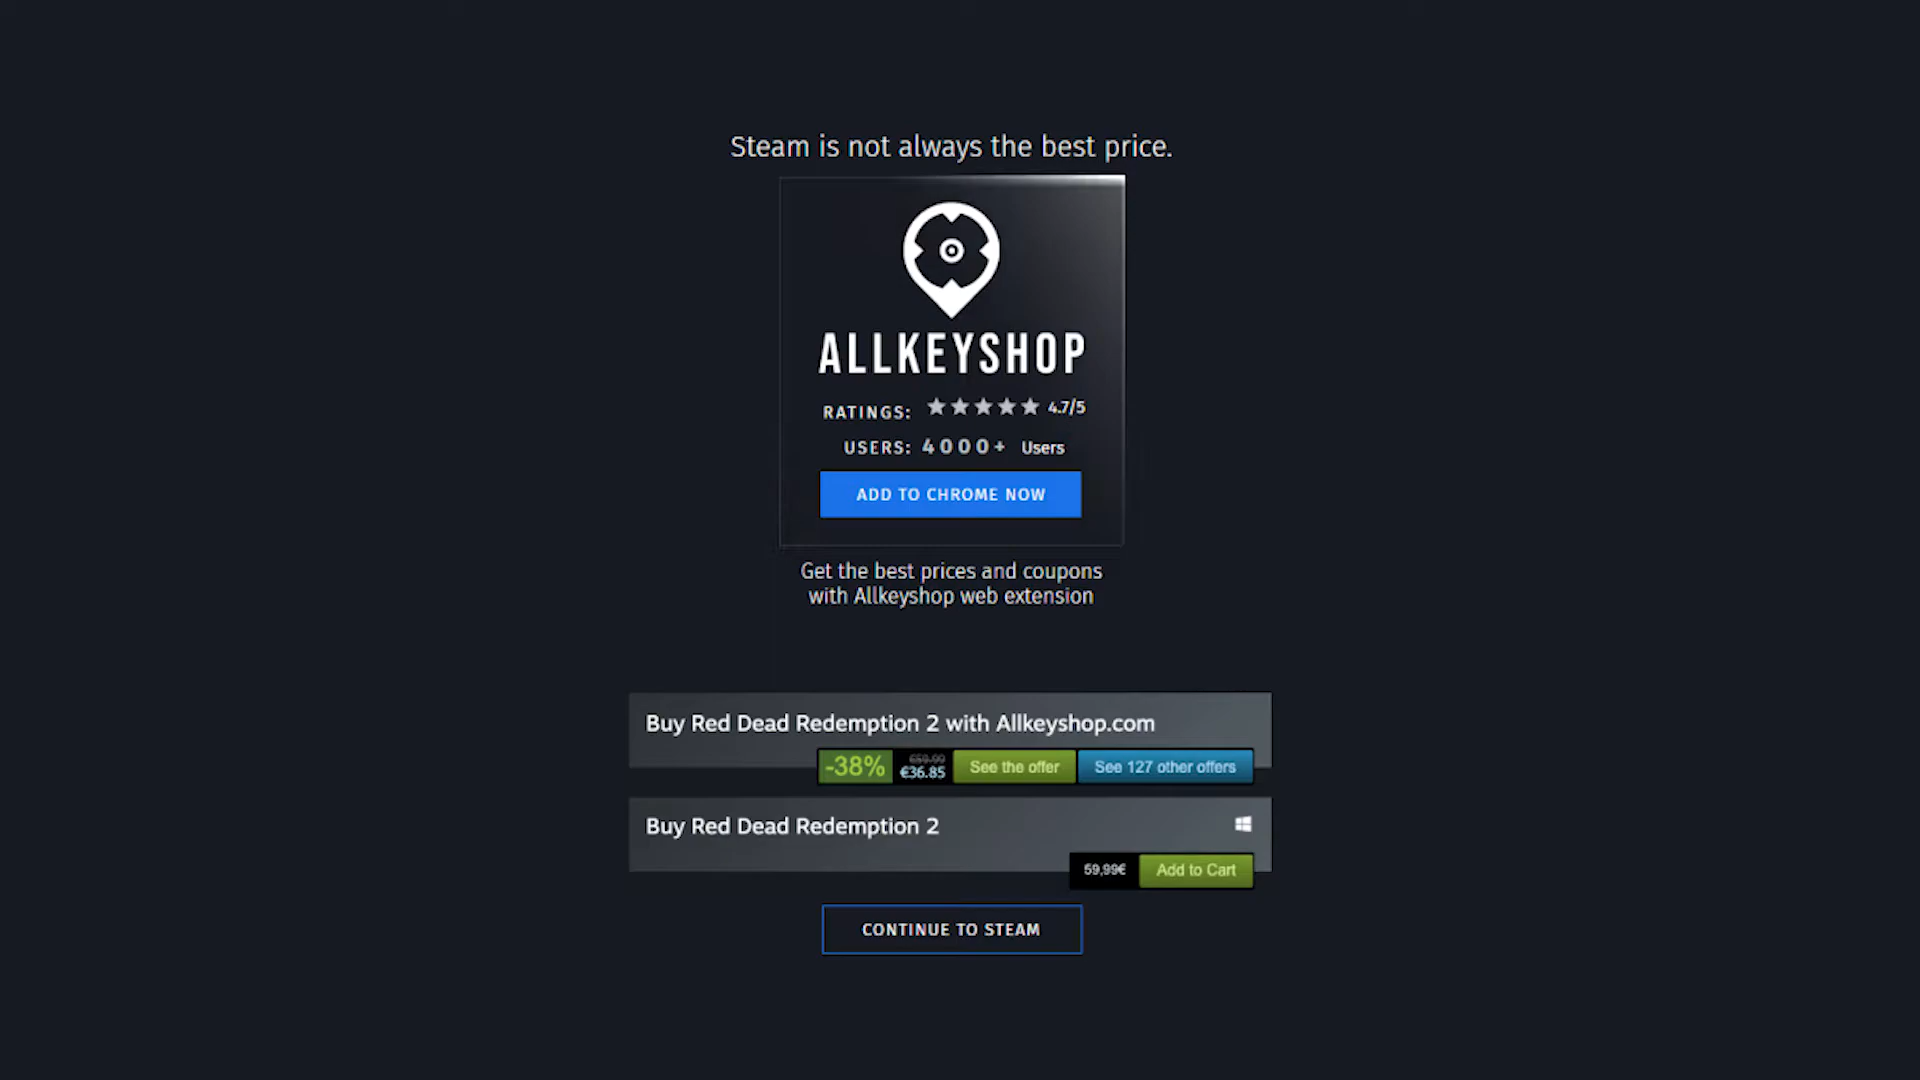 Steam is not always the best price.
ALLKEYSHOP
RATINGS: 4.7/5
USERS: 4000+ Users
ADD TO CHROME NOW
Get the best prices and coupons
with Allkeyshop web extension
Buy Red Dead Redemption 2 with Allkeyshop.com
-38% €59.99 €36.85 See the offer See 127 other offers
Buy Red Dead Redemption 2
59,99€ Add to Cart
CONTINUE TO STEAM